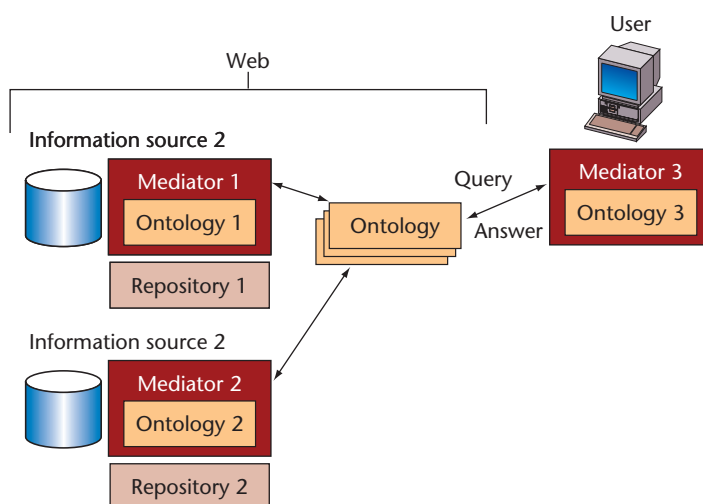 User
Web
Information source 2
Mediator 1
Ontology 1
Repository 1
Ontology
Query
Answer
Mediator 3
Ontology 3
Information source 2
Mediator 2
Ontology 2
Repository 2